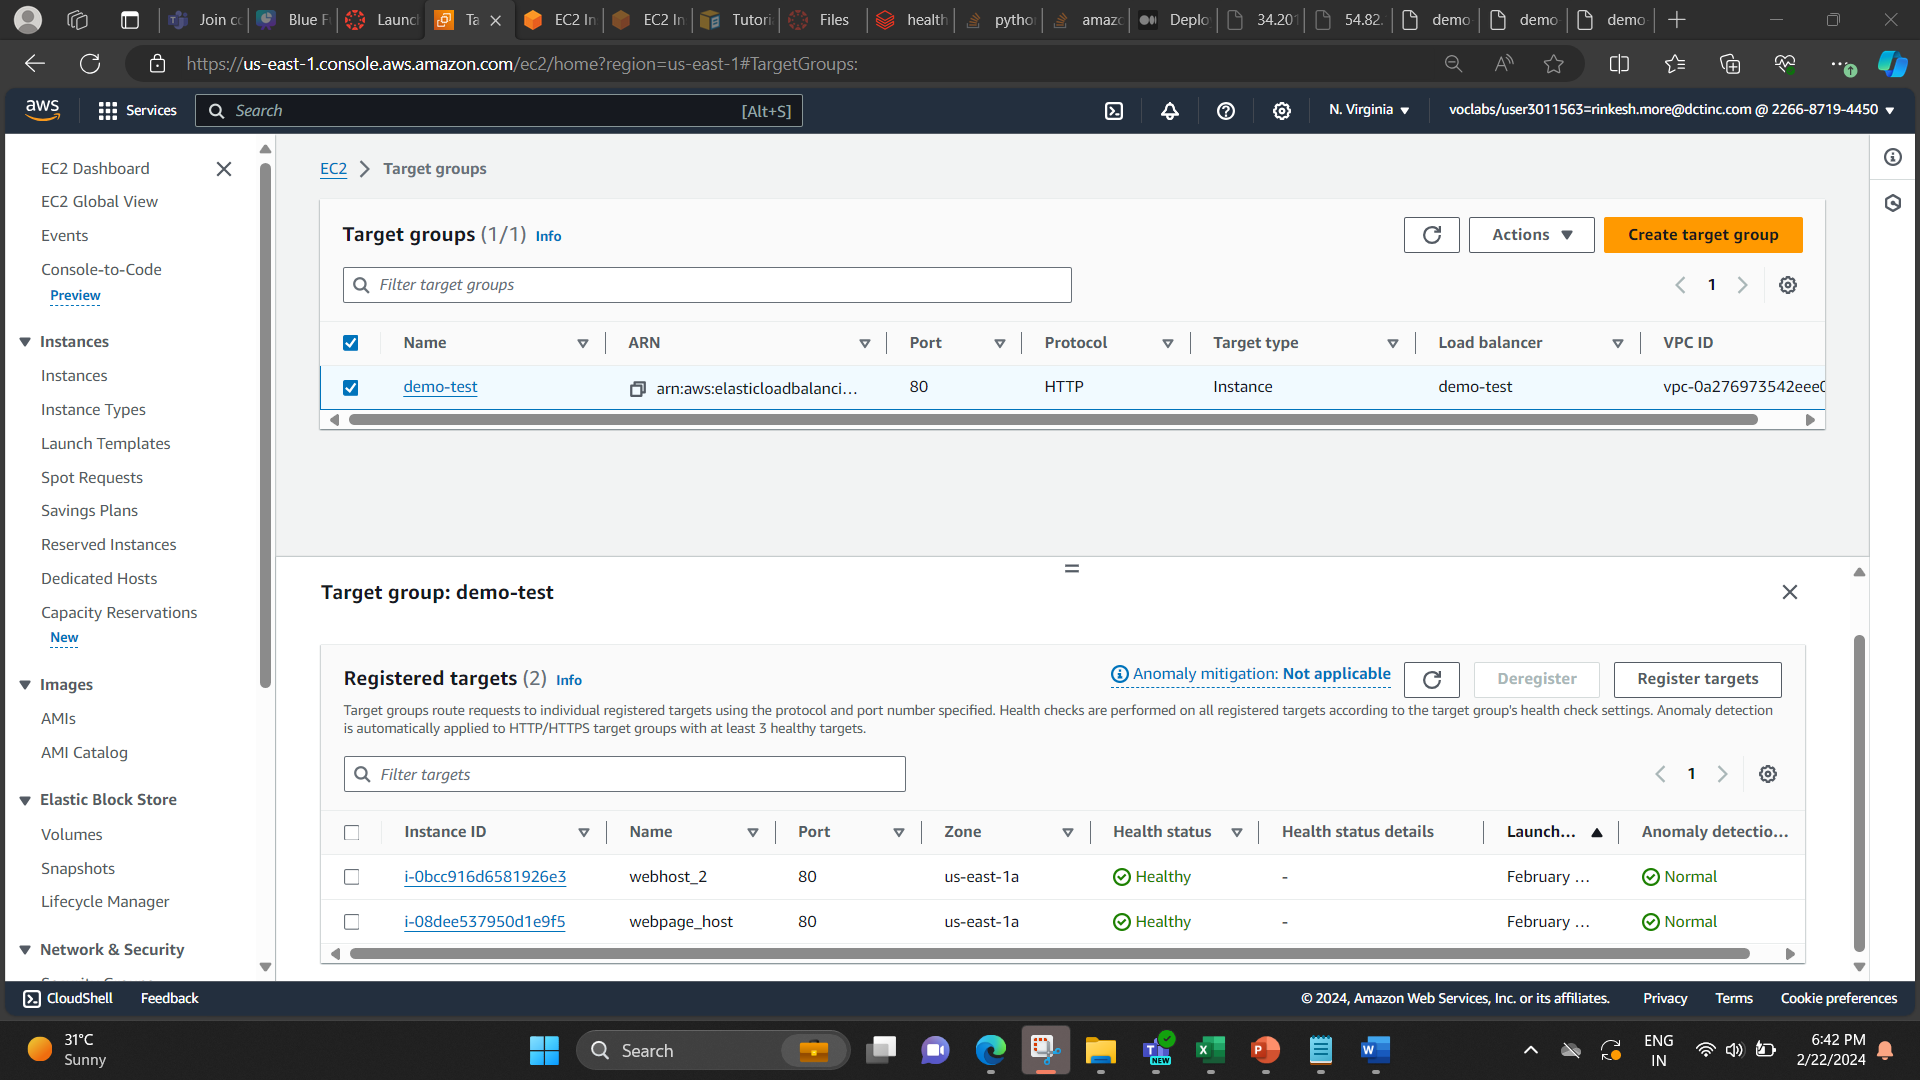 Join co
Blue Fu
Launch
Ta
EC2 In
EC2 In
Tutoria
Files
health
python
amazo
Deploy
34.201
54.82.
demo-
demo-
demo-
https://us-east-1.console.aws.amazon.com/ec2/home?region=us-east-1#TargetGroups:
aws
Services
Search
[Alt+S]
N. Virginia
voclabs/user3011563=rinkesh.more@dctinc.com @ 2266-8719-4450
EC2 Dashboard
EC2 Global View
Events
Console-to-Code
Preview
Instances
Instances
Instance Types
Launch Templates
Spot Requests
Savings Plans
Reserved Instances
Dedicated Hosts
Capacity Reservations
New
Images
AMIs
AMI Catalog
Elastic Block Store
Volumes
Snapshots
Lifecycle Manager
Network & Security
EC2
Target groups
Target groups (1/1) Info
Actions
Create target group
Filter target groups
1
Name ARN Port Protocol Target type Load balancer VPC ID
demo-test arn:aws:elasticloadbalanci... 80 HTTP Instance demo-test vpc-0a276973542eee0
Target group: demo-test
Registered targets (2) Info
Anomaly mitigation: Not applicable
Deregister
Register targets
Target groups route requests to individual registered targets using the protocol and port number specified. Health checks are performed on all registered targets according to the target group's health check settings. Anomaly detection
is automatically applied to HTTP/HTTPS target groups with at least 3 healthy targets.
Filter targets
1
Instance ID Name Port Zone Health status Health status details Launch... Anomaly detectio...
i-0bcc916d6581926e3 webhost_2 80 us-east-1a Healthy - February ... Normal
i-08dee537950d1e9f5 webpage_host 80 us-east-1a Healthy - February ... Normal
CloudShell
Feedback
© 2024, Amazon Web Services, Inc. or its affiliates.
Privacy
Terms
Cookie preferences
31°C
Sunny
Search
NEW
ENG
IN
6:42 PM
2/22/2024